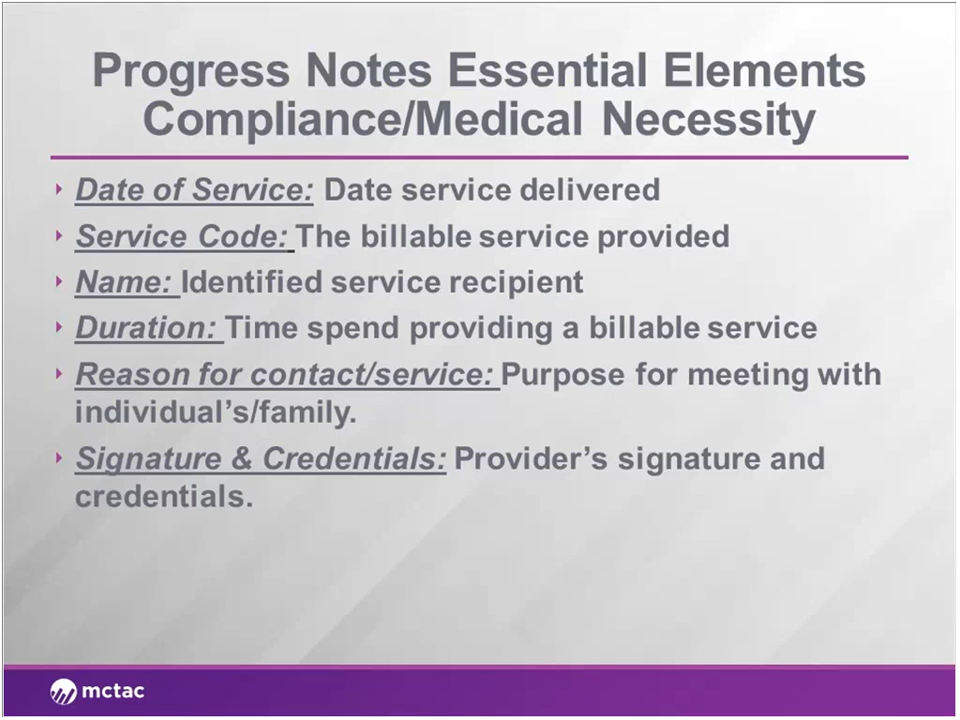 Progress Notes Essential Elements
Compliance/Medical Necessity
Date of Service: Date service delivered
Service Code: The billable service provided
Name: Identified service recipient
Duration: Time spend providing a billable service
Reason for contact/service: Purpose for meeting with
individual’s/family.
Signature & Credentials: Provider’s signature and
credentials.
mctac